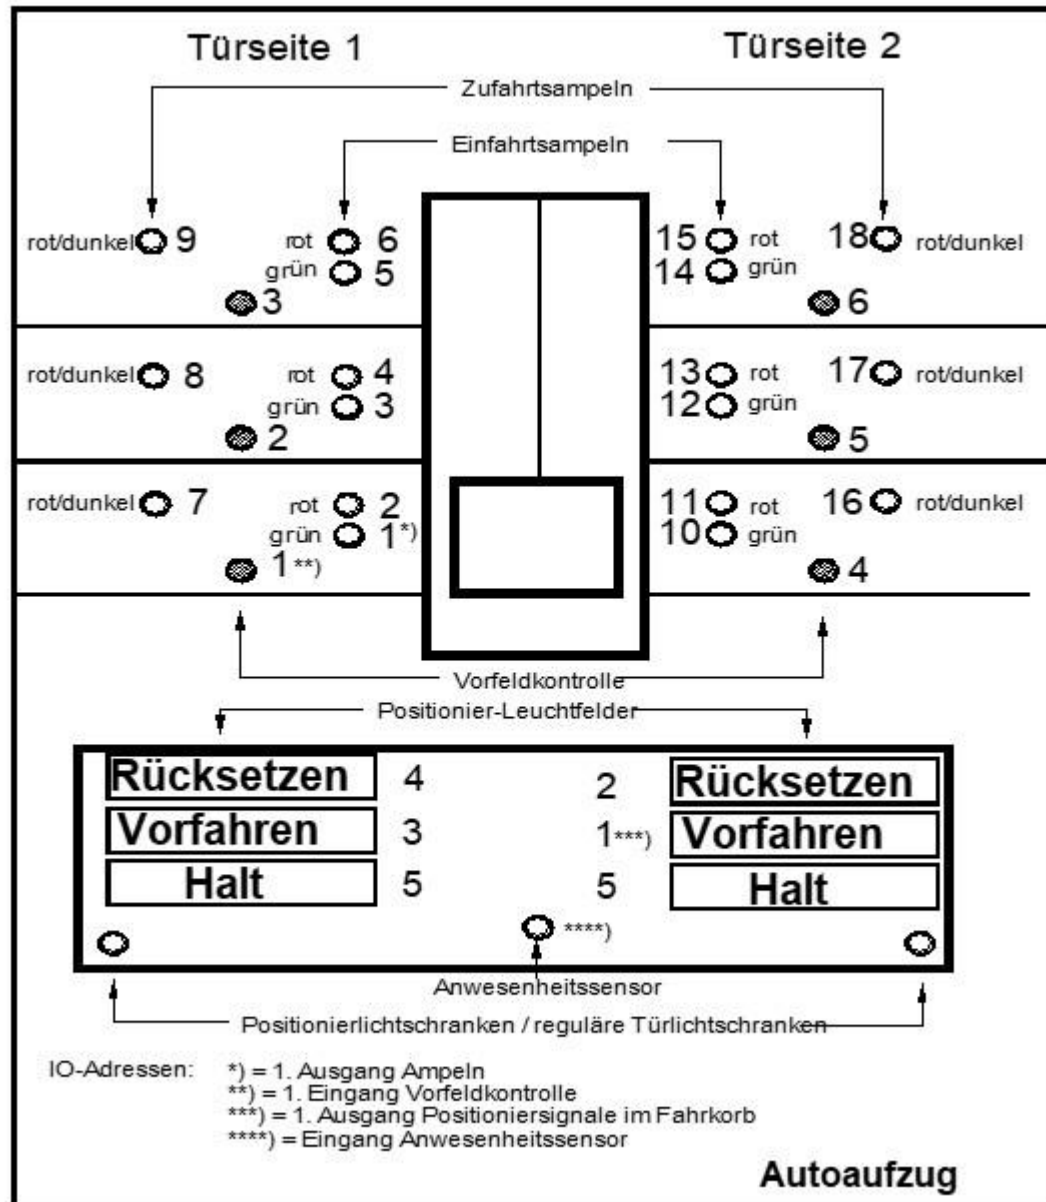 Türseite 1 Türseite 2
Zufahrtsampeln
Einfahrtsampeln
rot/dunkel 9 rot 6 15 rot 18 rot/dunkel
grün 5 14 grün
3 6
rot/dunkel 8 rot 4 13 rot 17 rot/dunkel
grün 3 12 grün
2 5
rot/dunkel 7 rot 2 11 rot 16 rot/dunkel
grün 1*) 10 grün
1**) 4
Vorfeldkontrolle
Positionier-Leuchtfelder
Rücksetzen 4 2 Rücksetzen
Vorfahren 3 1***) Vorfahren
Halt 5 5 Halt
****)
Anwesenheitssensor
Positionierlichtschranken / reguläre Türlichtschranken
IO-Adressen: *) = 1. Ausgang Ampeln
**) = 1. Eingang Vorfeldkontrolle
***) = 1. Ausgang Positioniersignale im Fahrkorb
****) = Eingang Anwesenheitssensor
Autoaufzug